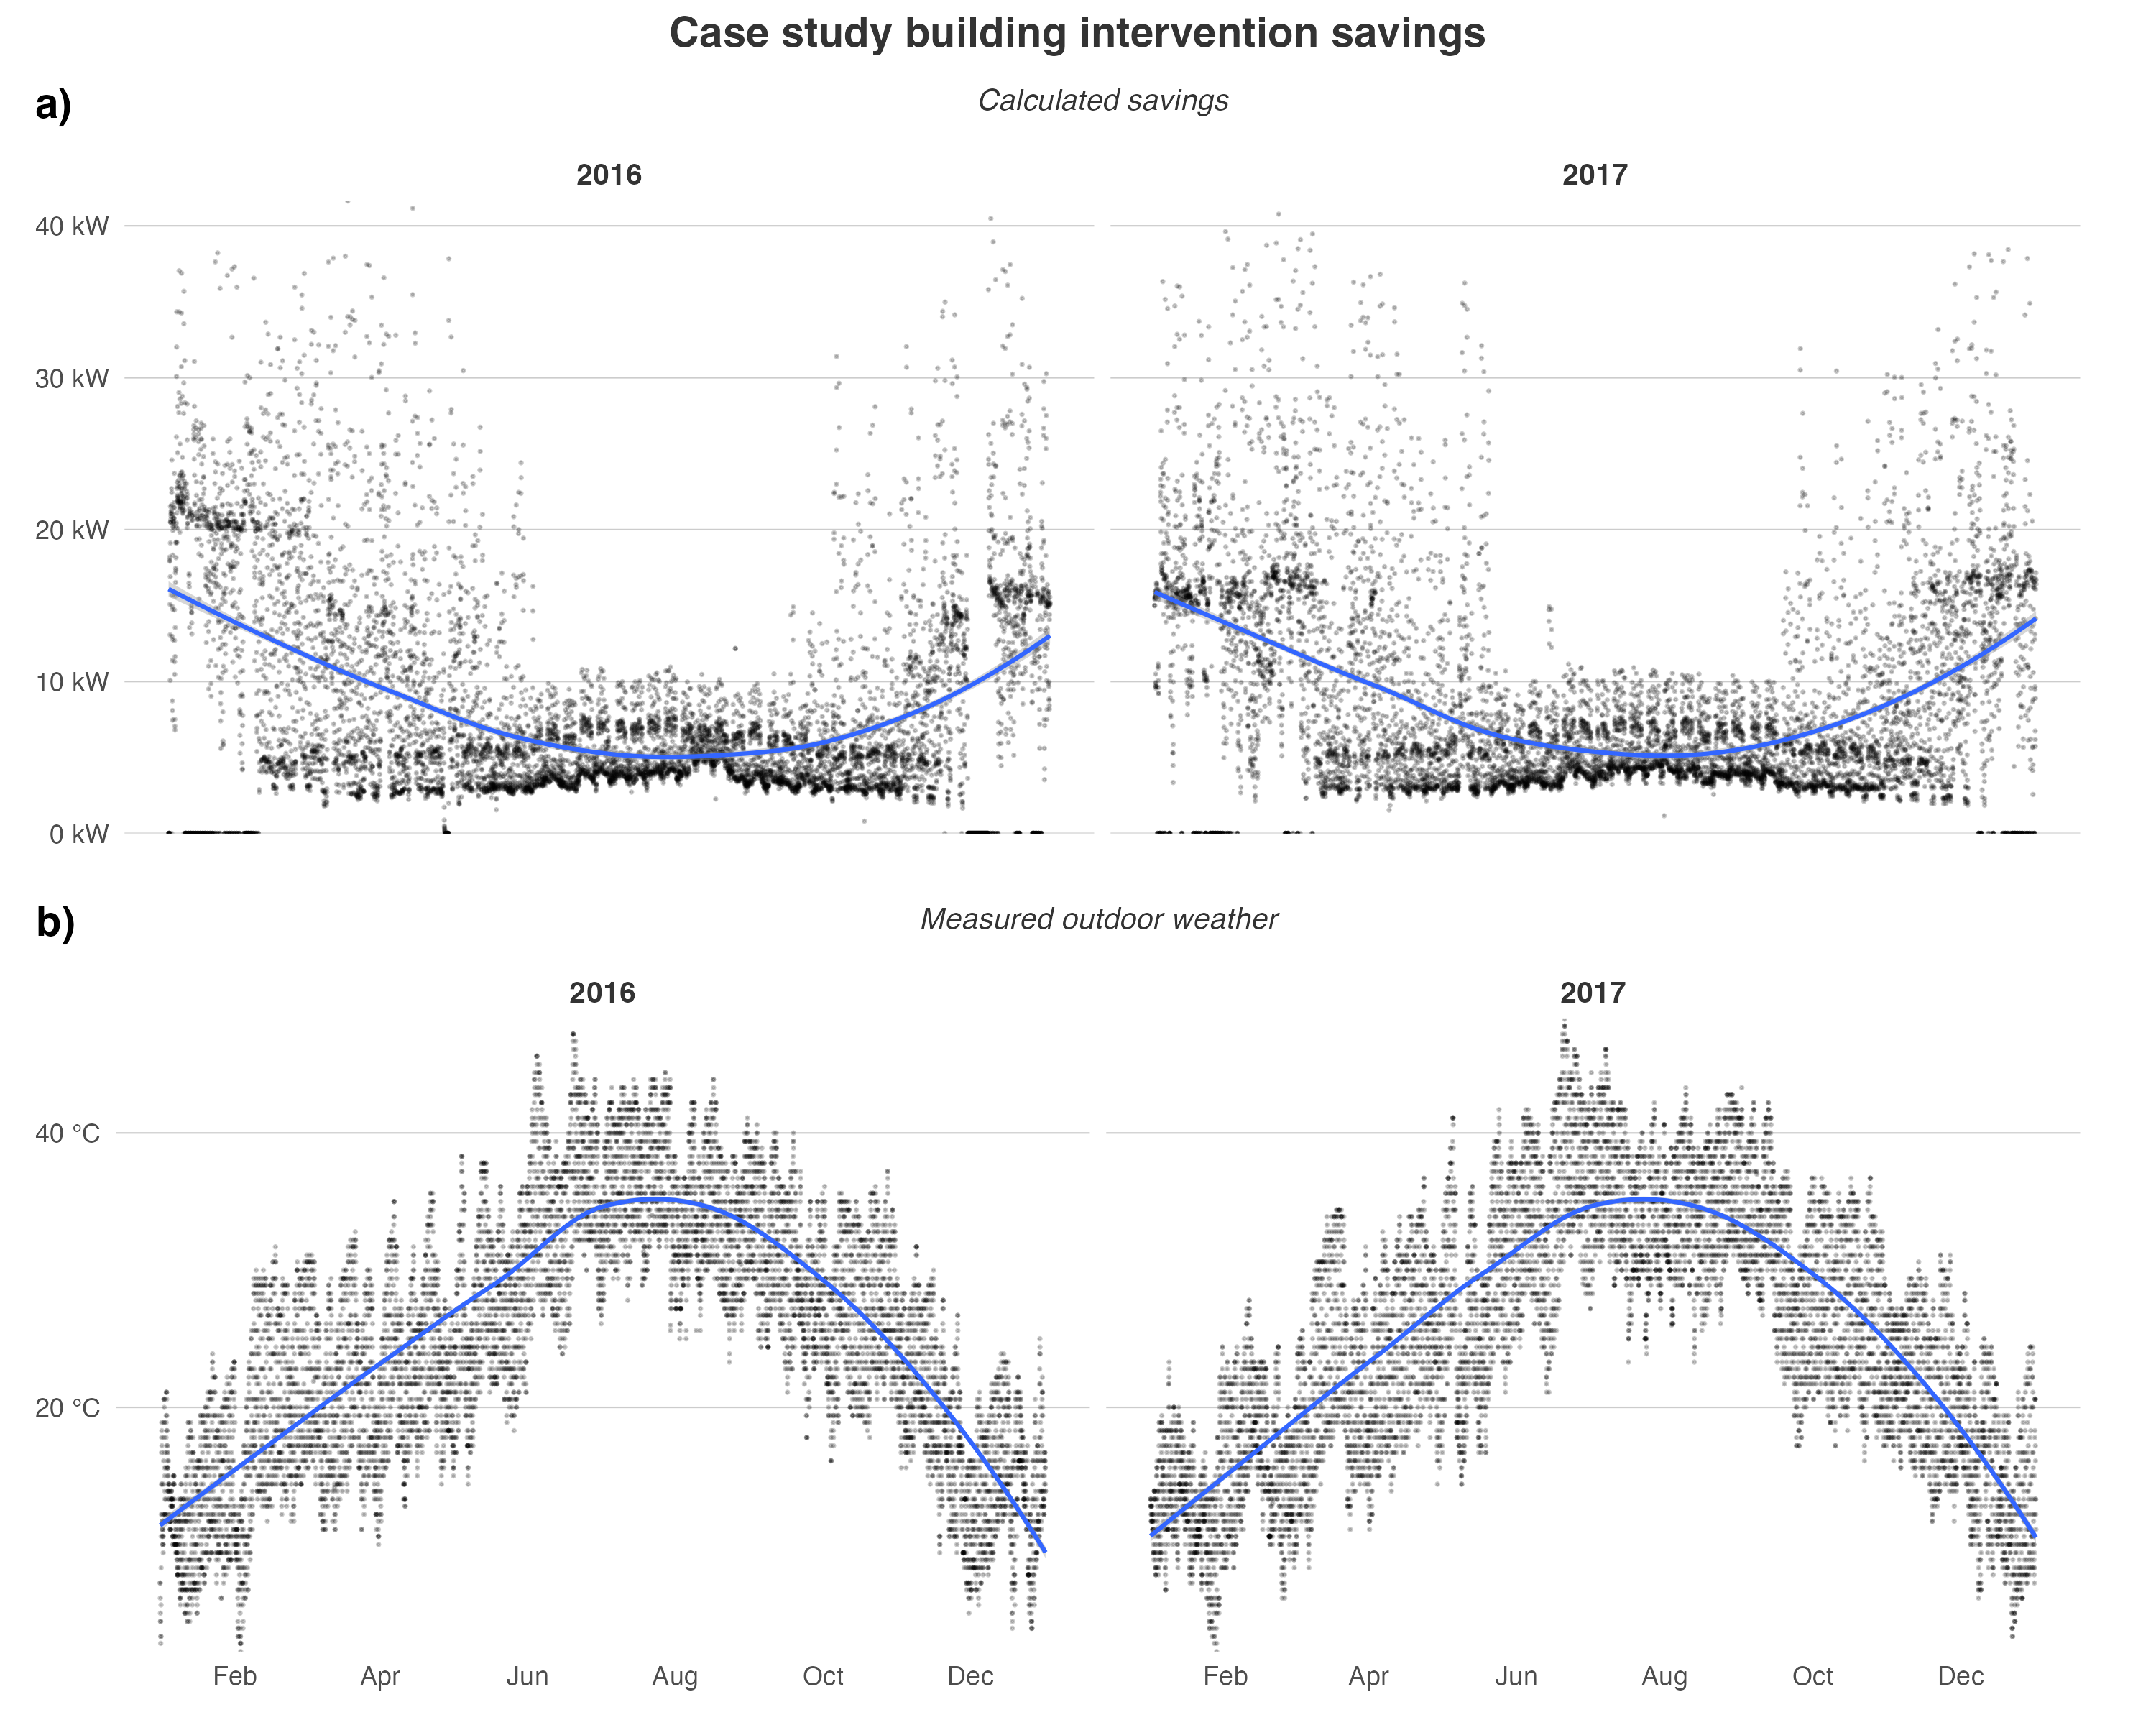 Case study building intervention savings
a)
Calculated savings
2016 2017
40 kW
30 kW
20 kW
10 kW
0 kW
b)
Measured outdoor weather
2016 2017
40 °C
20 °C
Feb Apr Jun Aug Oct Dec Feb Apr Jun Aug Oct Dec